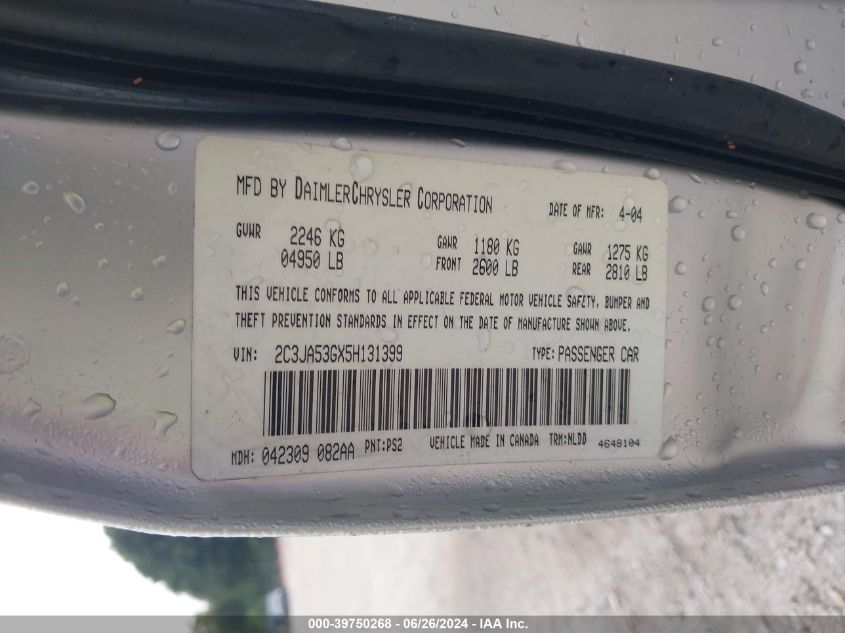 MFD BY DAIMLERCHRYSLER CORPORATION DATE OF MFR: 4-04
GVWR 2246 KG GAWR 1180 KG GAWR 1275 KG
04950 LB FRONT 2600 LB REAR 2810 LB
THIS VEHICLE CONFORMS TO ALL APPLICABLE FEDERAL MOTOR VEHICLE SAFETY, BUMPER AND
THEFT PREVENTION STANDARDS IN EFFECT ON THE DATE OF MANUFACTURE SHOWN ABOVE.
VIN: 2C3JA53GX5H131399 TYPE: PASSENGER CAR
MDH: 042309 082AA PNT:PS2 VEHICLE MADE IN CANADA TRM:NLDD 4648104
000-39750268 - 06/26/2024 - IAA Inc.